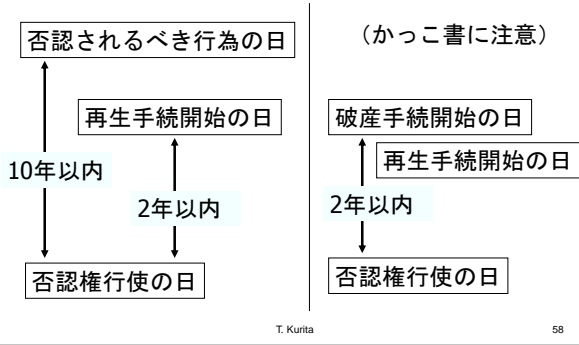 否認されるべき行為の日
再生手続開始の日
10年以内
2年以内
否認権行使の日
（かっこ書に注意）
破産手続開始の日
再生手続開始の日
2年以内
否認権行使の日
T. Kurita
58